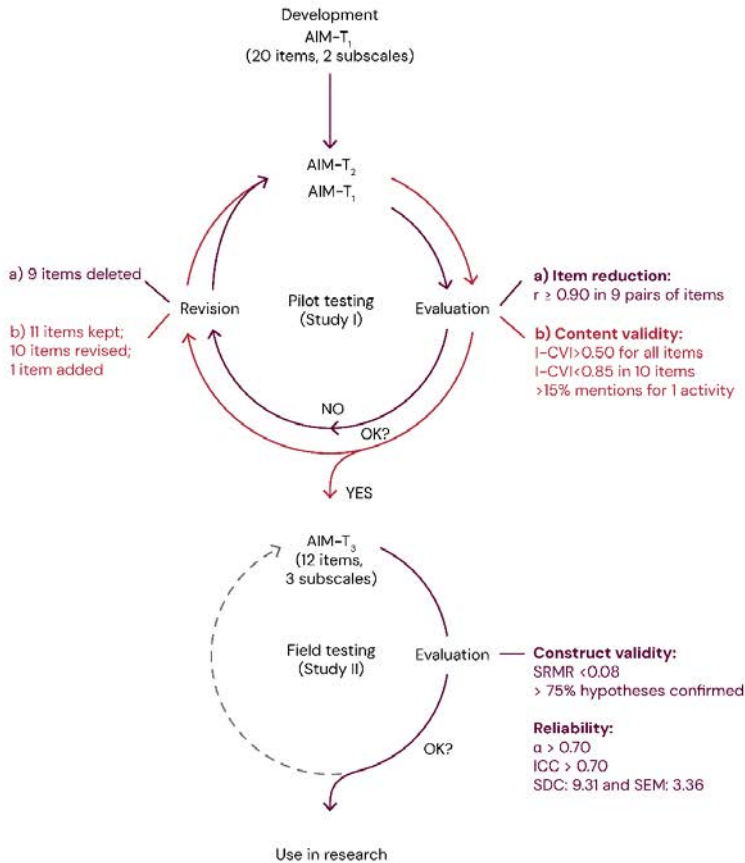 Development
AIM-T₁
(20 items, 2 subscales)
AIM-T₂
AIM-T₁
a) 9 items deleted
Revision
b) 11 items kept;
10 items revised;
1 item added
Pilot testing
(Study I)
Evaluation
a) Item reduction:
r ≥ 0.90 in 9 pairs of items
b) Content validity:
I-CVI>0.50 for all items
I-CVI<0.85 in 10 items
>15% mentions for 1 activity
NO
OK?
YES
AIM-T₃
(12 items,
3 subscales)
Field testing
(Study II)
Evaluation
Construct validity:
SRMR <0.08
> 75% hypotheses confirmed
Reliability:
α > 0.70
ICC > 0.70
SDC: 9.31 and SEM: 3.36
OK?
Use in research